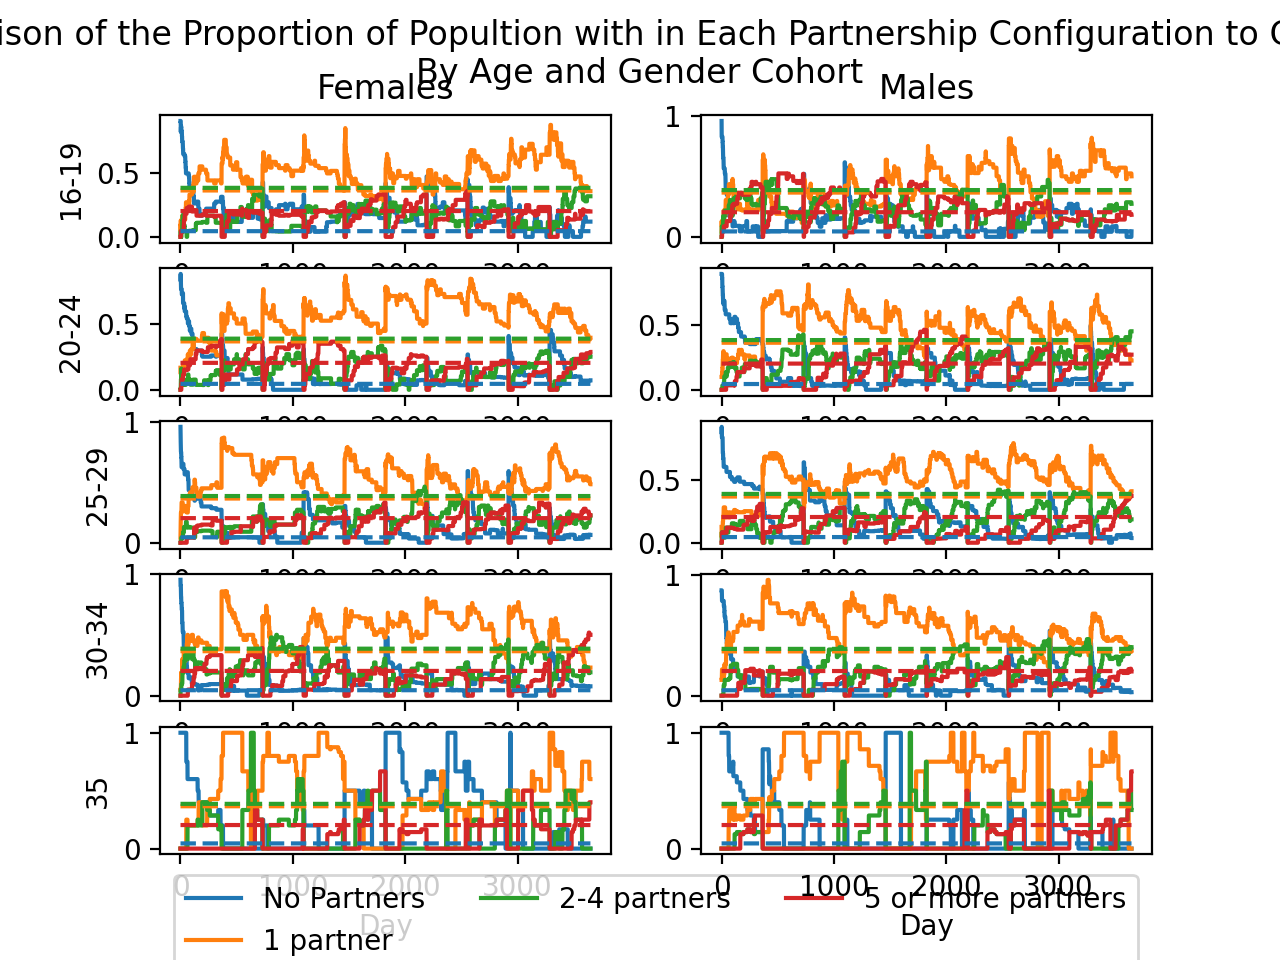 ison of the Proportion of Popultion with in Each Partnership Configuration to
By Age and Gender Cohort
Females
Males
16-19
0.5
0.0
1
0
20-24
0.5
0.0
0.5
0.0
25-29
1
0
0.5
0.0
30-34
1
0
1
0
35
1
0
1
0
0 1000 2000 3000
0 1000 2000 3000
Day
Day
No Partners
2-4 partners
5 or more partners
1 partner